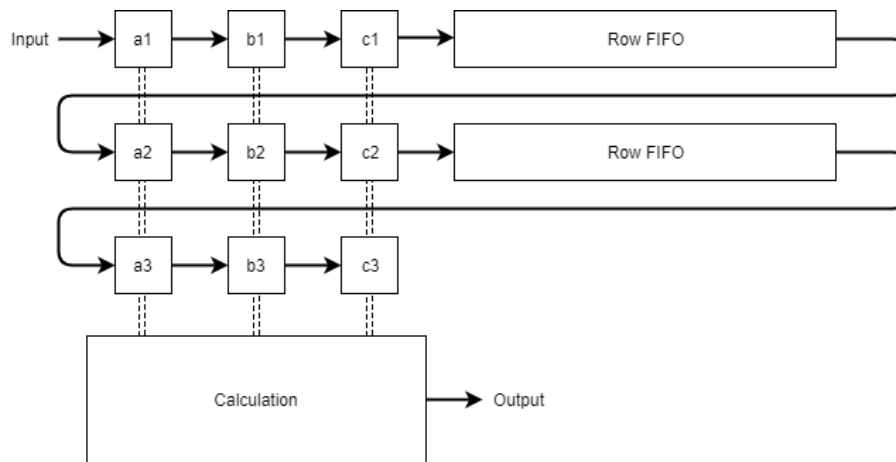 Input
a1
b1
c1
Row FIFO
a2
b2
c2
Row FIFO
a3
b3
c3
Calculation
Output